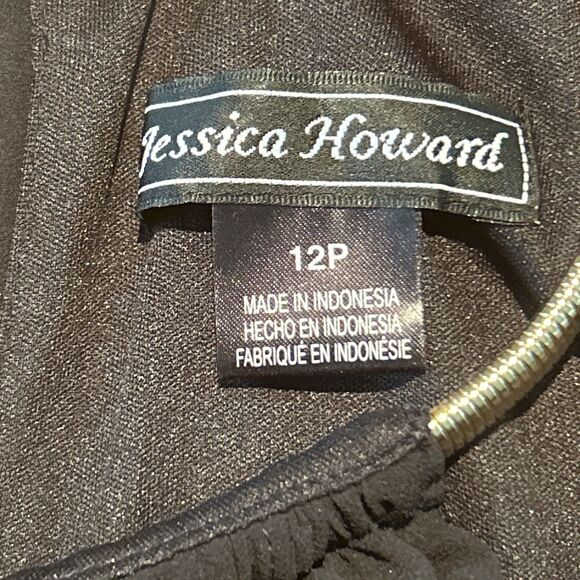 Jessica Howard
12P
MADE IN INDONESIA
HECHO EN INDONESIA
FABRIQUÉ EN INDONÉSIE